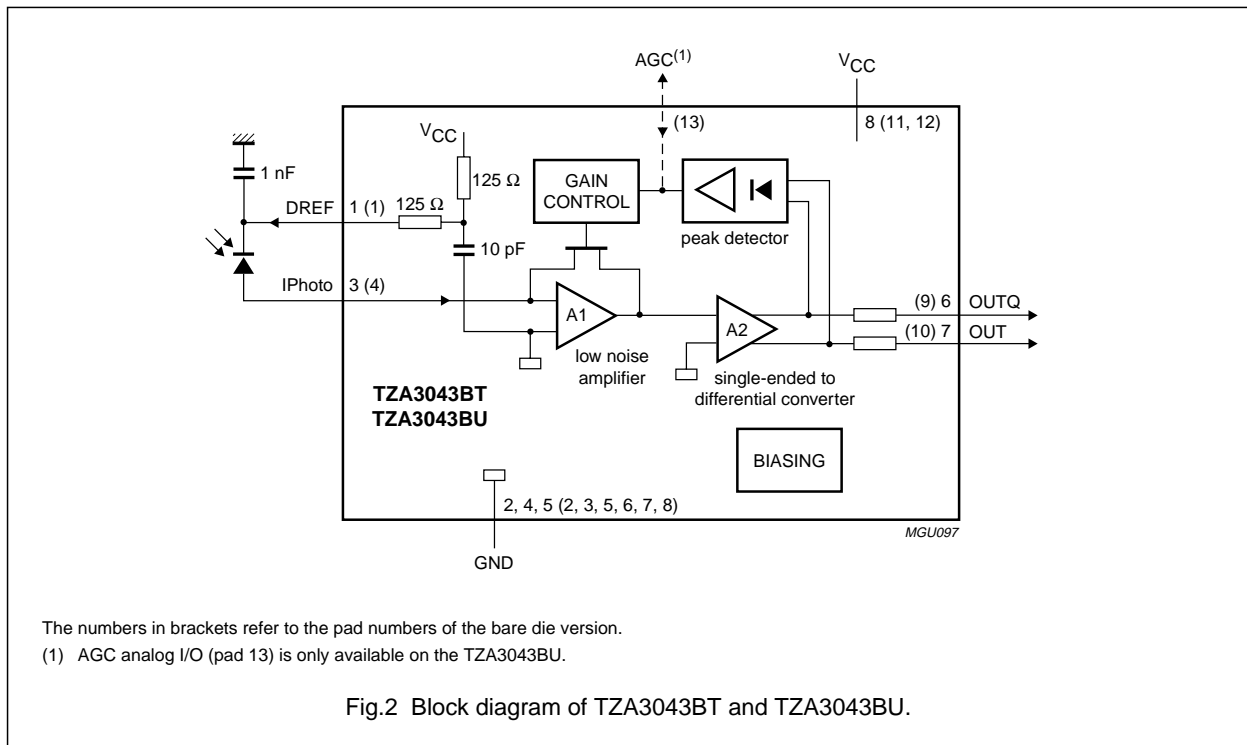 AGC(1)
VCC
(13)
8 (11, 12)
VCC
1 nF
125 Ω
GAIN
CONTROL
DREF
1 (1)
125 Ω
peak detector
10 pF
IPhoto
3 (4)
A1
(9) 6
OUTQ
A2
(10) 7
OUT
low noise
amplifier
single-ended to
differential converter
TZA3043BT
TZA3043BU
BIASING
2, 4, 5 (2, 3, 5, 6, 7, 8)
MGU097
GND
The numbers in brackets refer to the pad numbers of the bare die version.
(1) AGC analog I/O (pad 13) is only available on the TZA3043BU.
Fig.2 Block diagram of TZA3043BT and TZA3043BU.